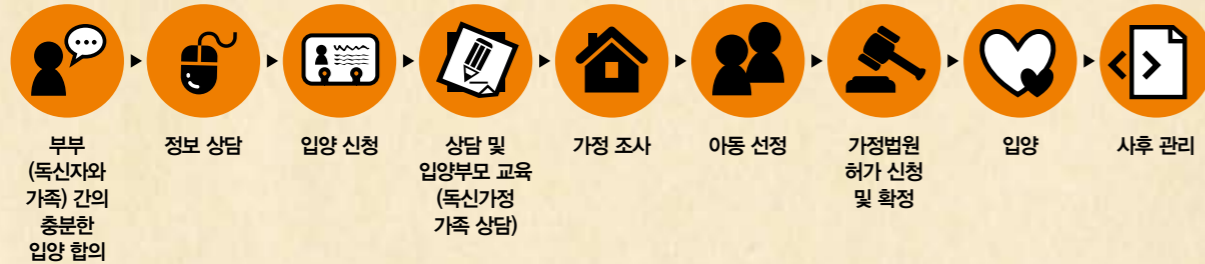 부부
(독신자와
가족) 간의
충분한
입양 합의
정보 상담
입양 신청
상담 및
입양부모 교육
(독신가정
가족 상담)
가정 조사
아동 선정
가정법원
허가 신청
및 확정
입양
사후 관리